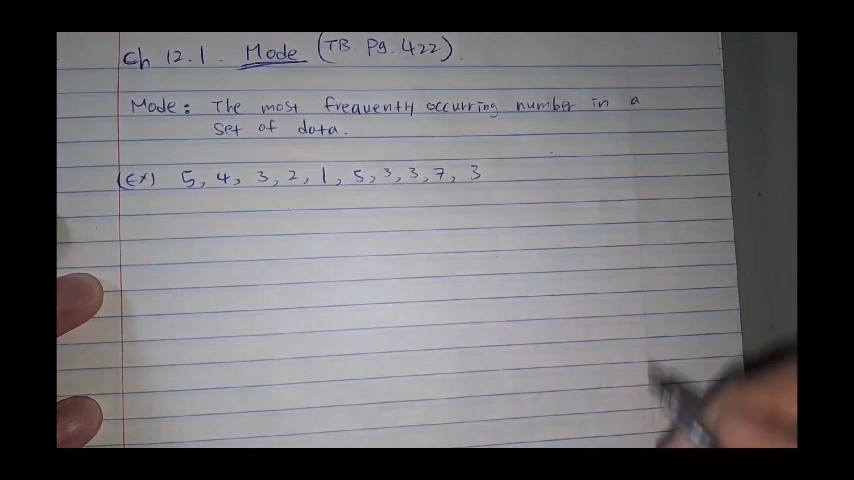 Ch 12.1. Mode (TB. Pg. 422).
Mode: The most frequently occurring number in a
set of data.
(EX) 5, 4, 3, 2, 1, 5, 3, 3, 7, 3